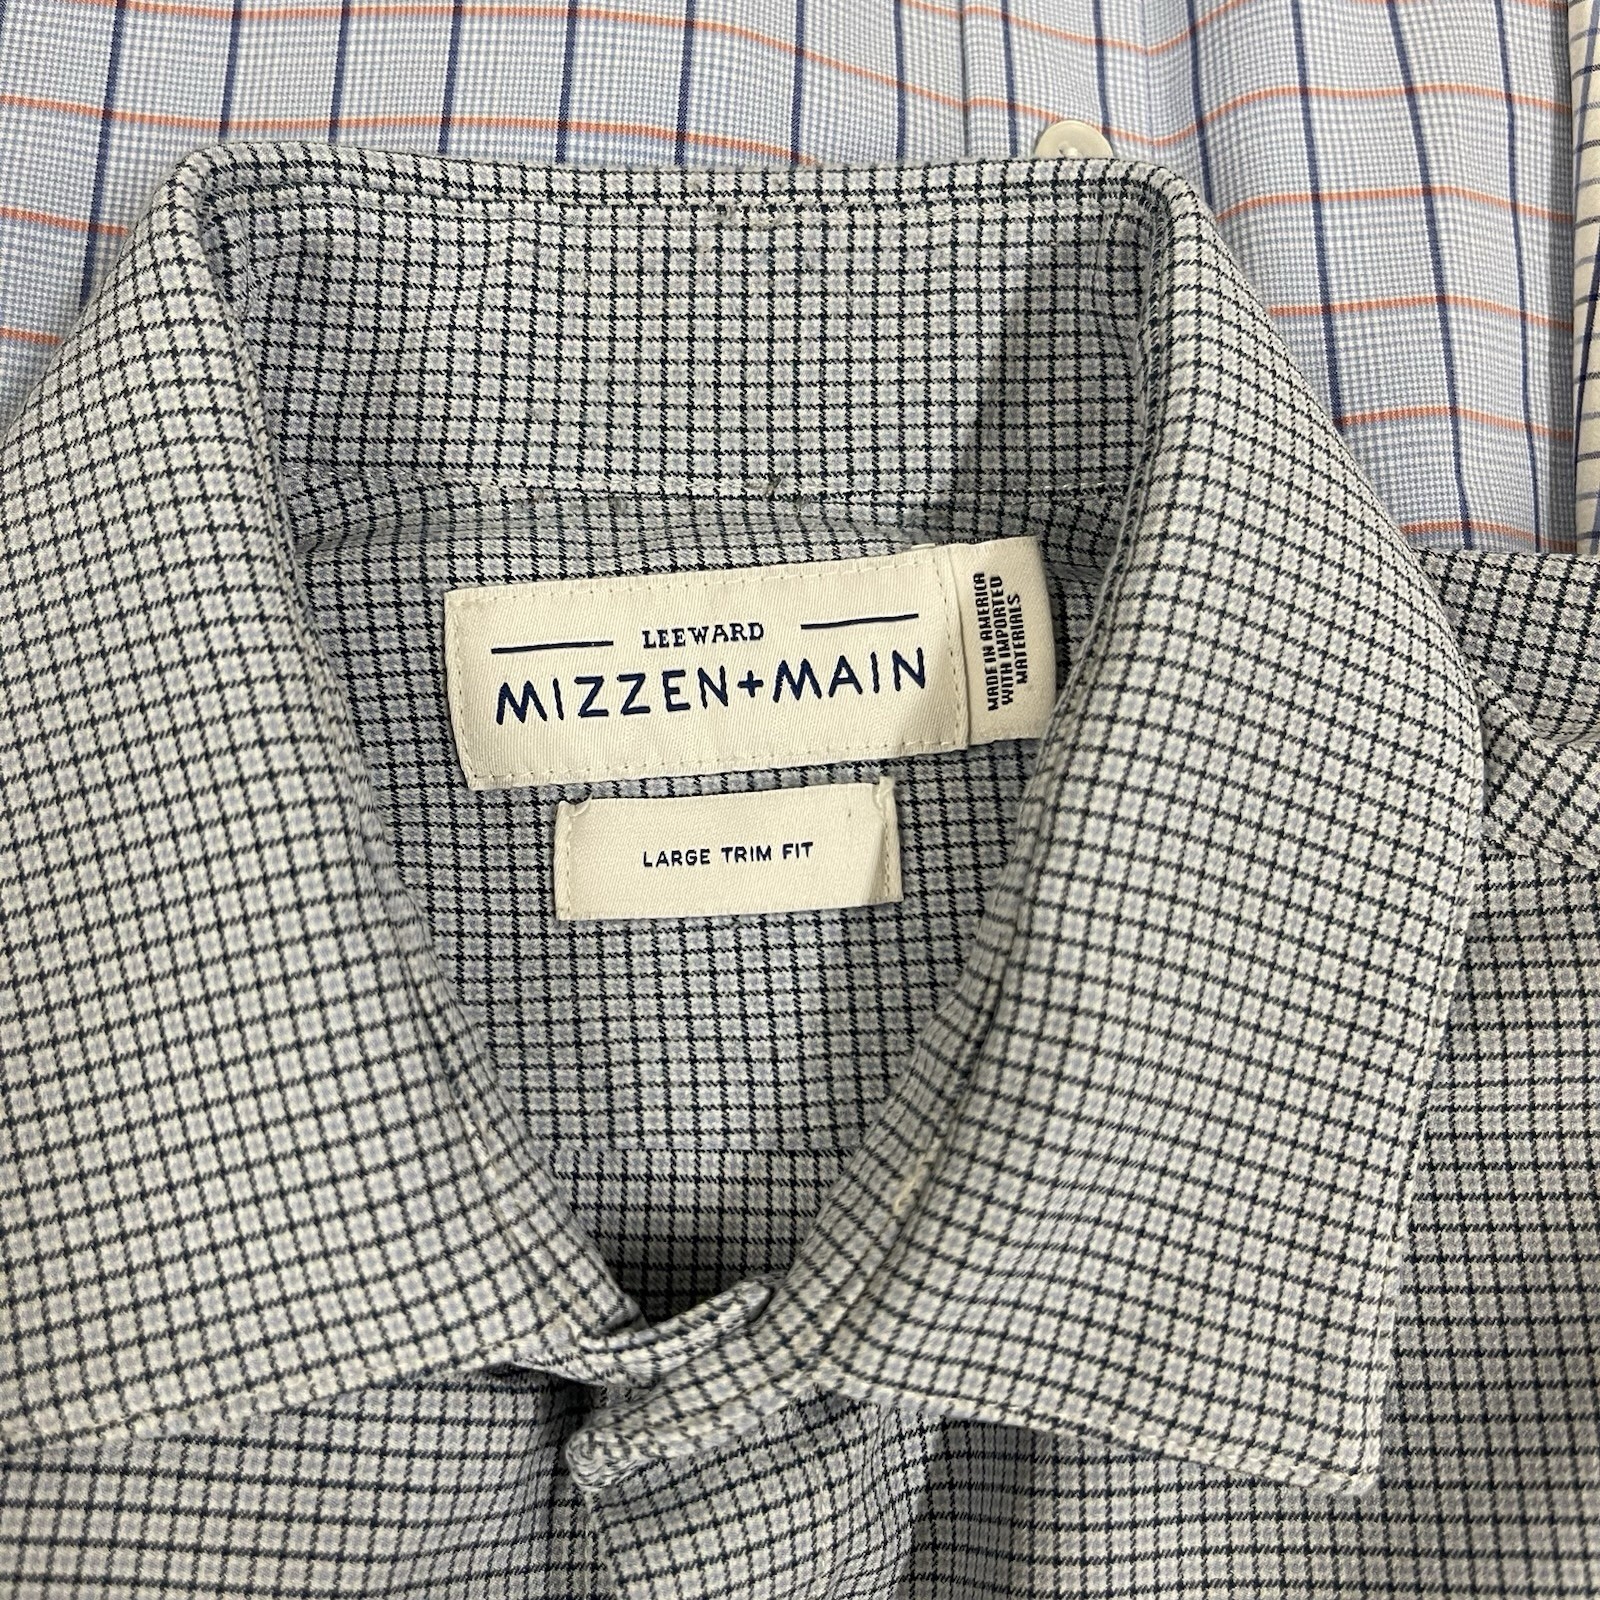 LEEWARD
MIZZEN+MAIN
MADE IN AMERICA
WITH IMPORTED
MATERIALS
LARGE TRIM FIT